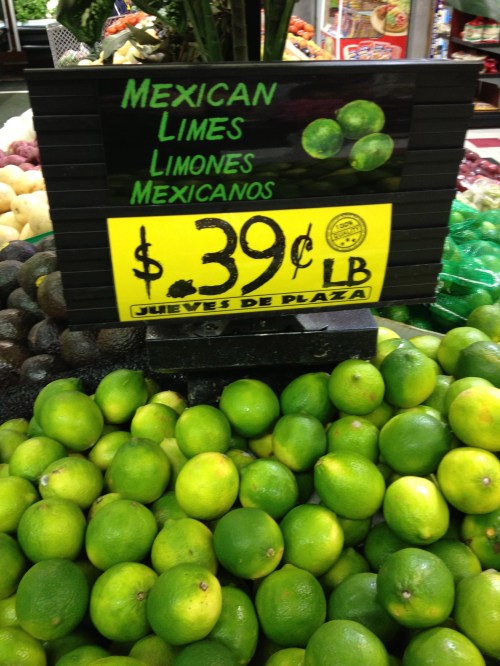 MEXICAN
LIMES
LIMONES
MEXICANOS
$.39¢ LB
JUEVES DE PLAZA